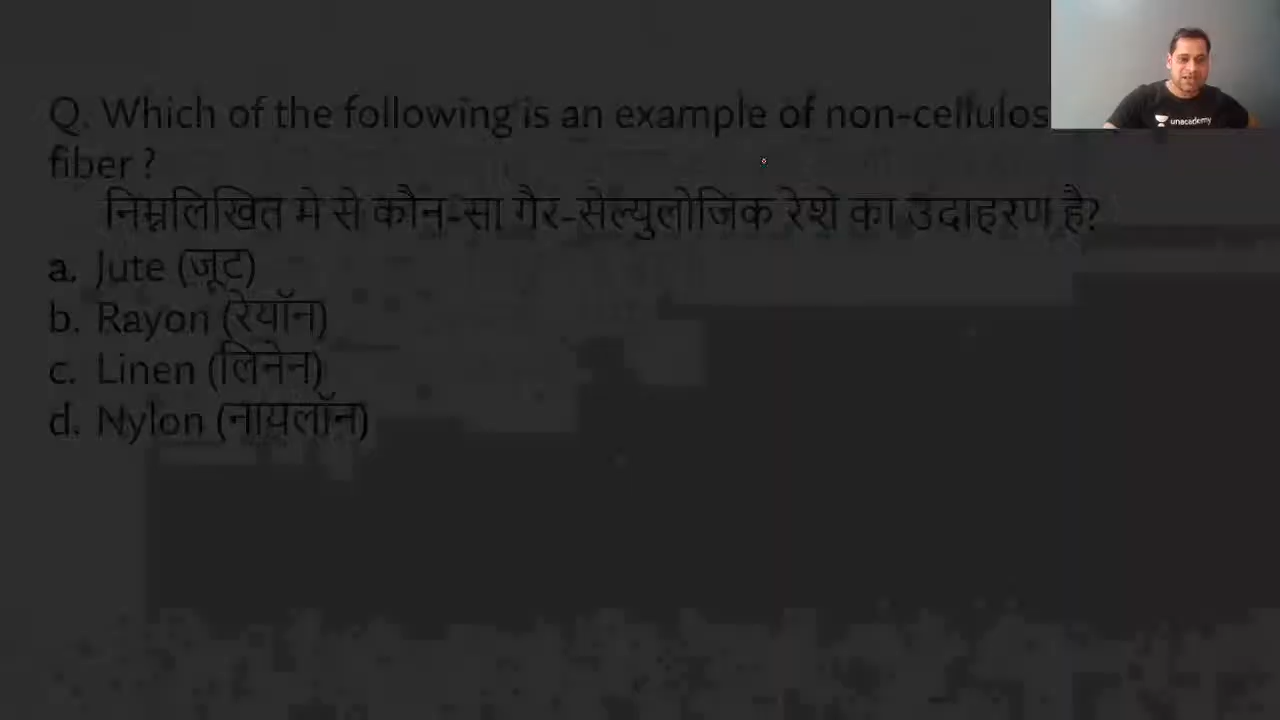 Q. Which of the following is an example of non-cellulos
fiber ?
निम्नलिखित मे से कौन-सा गैर-सेल्युलोजिक रेशे का उदाहरण है?
a. Jute (जूट)
b. Rayon (रेयॉन)
c. Linen (लिनेन)
d. Nylon (नायलॉन)
unacademy